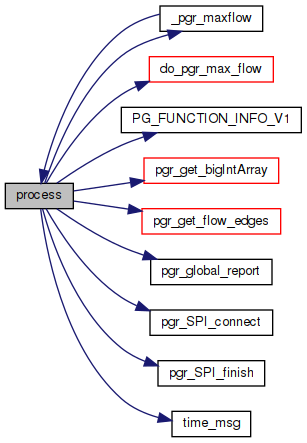 _pgr_maxflow
do_pgr_max_flow
PG_FUNCTION_INFO_V1
pgr_get_bigIntArray
process
pgr_get_flow_edges
pgr_global_report
pgr_SPI_connect
pgr_SPI_finish
time_msg